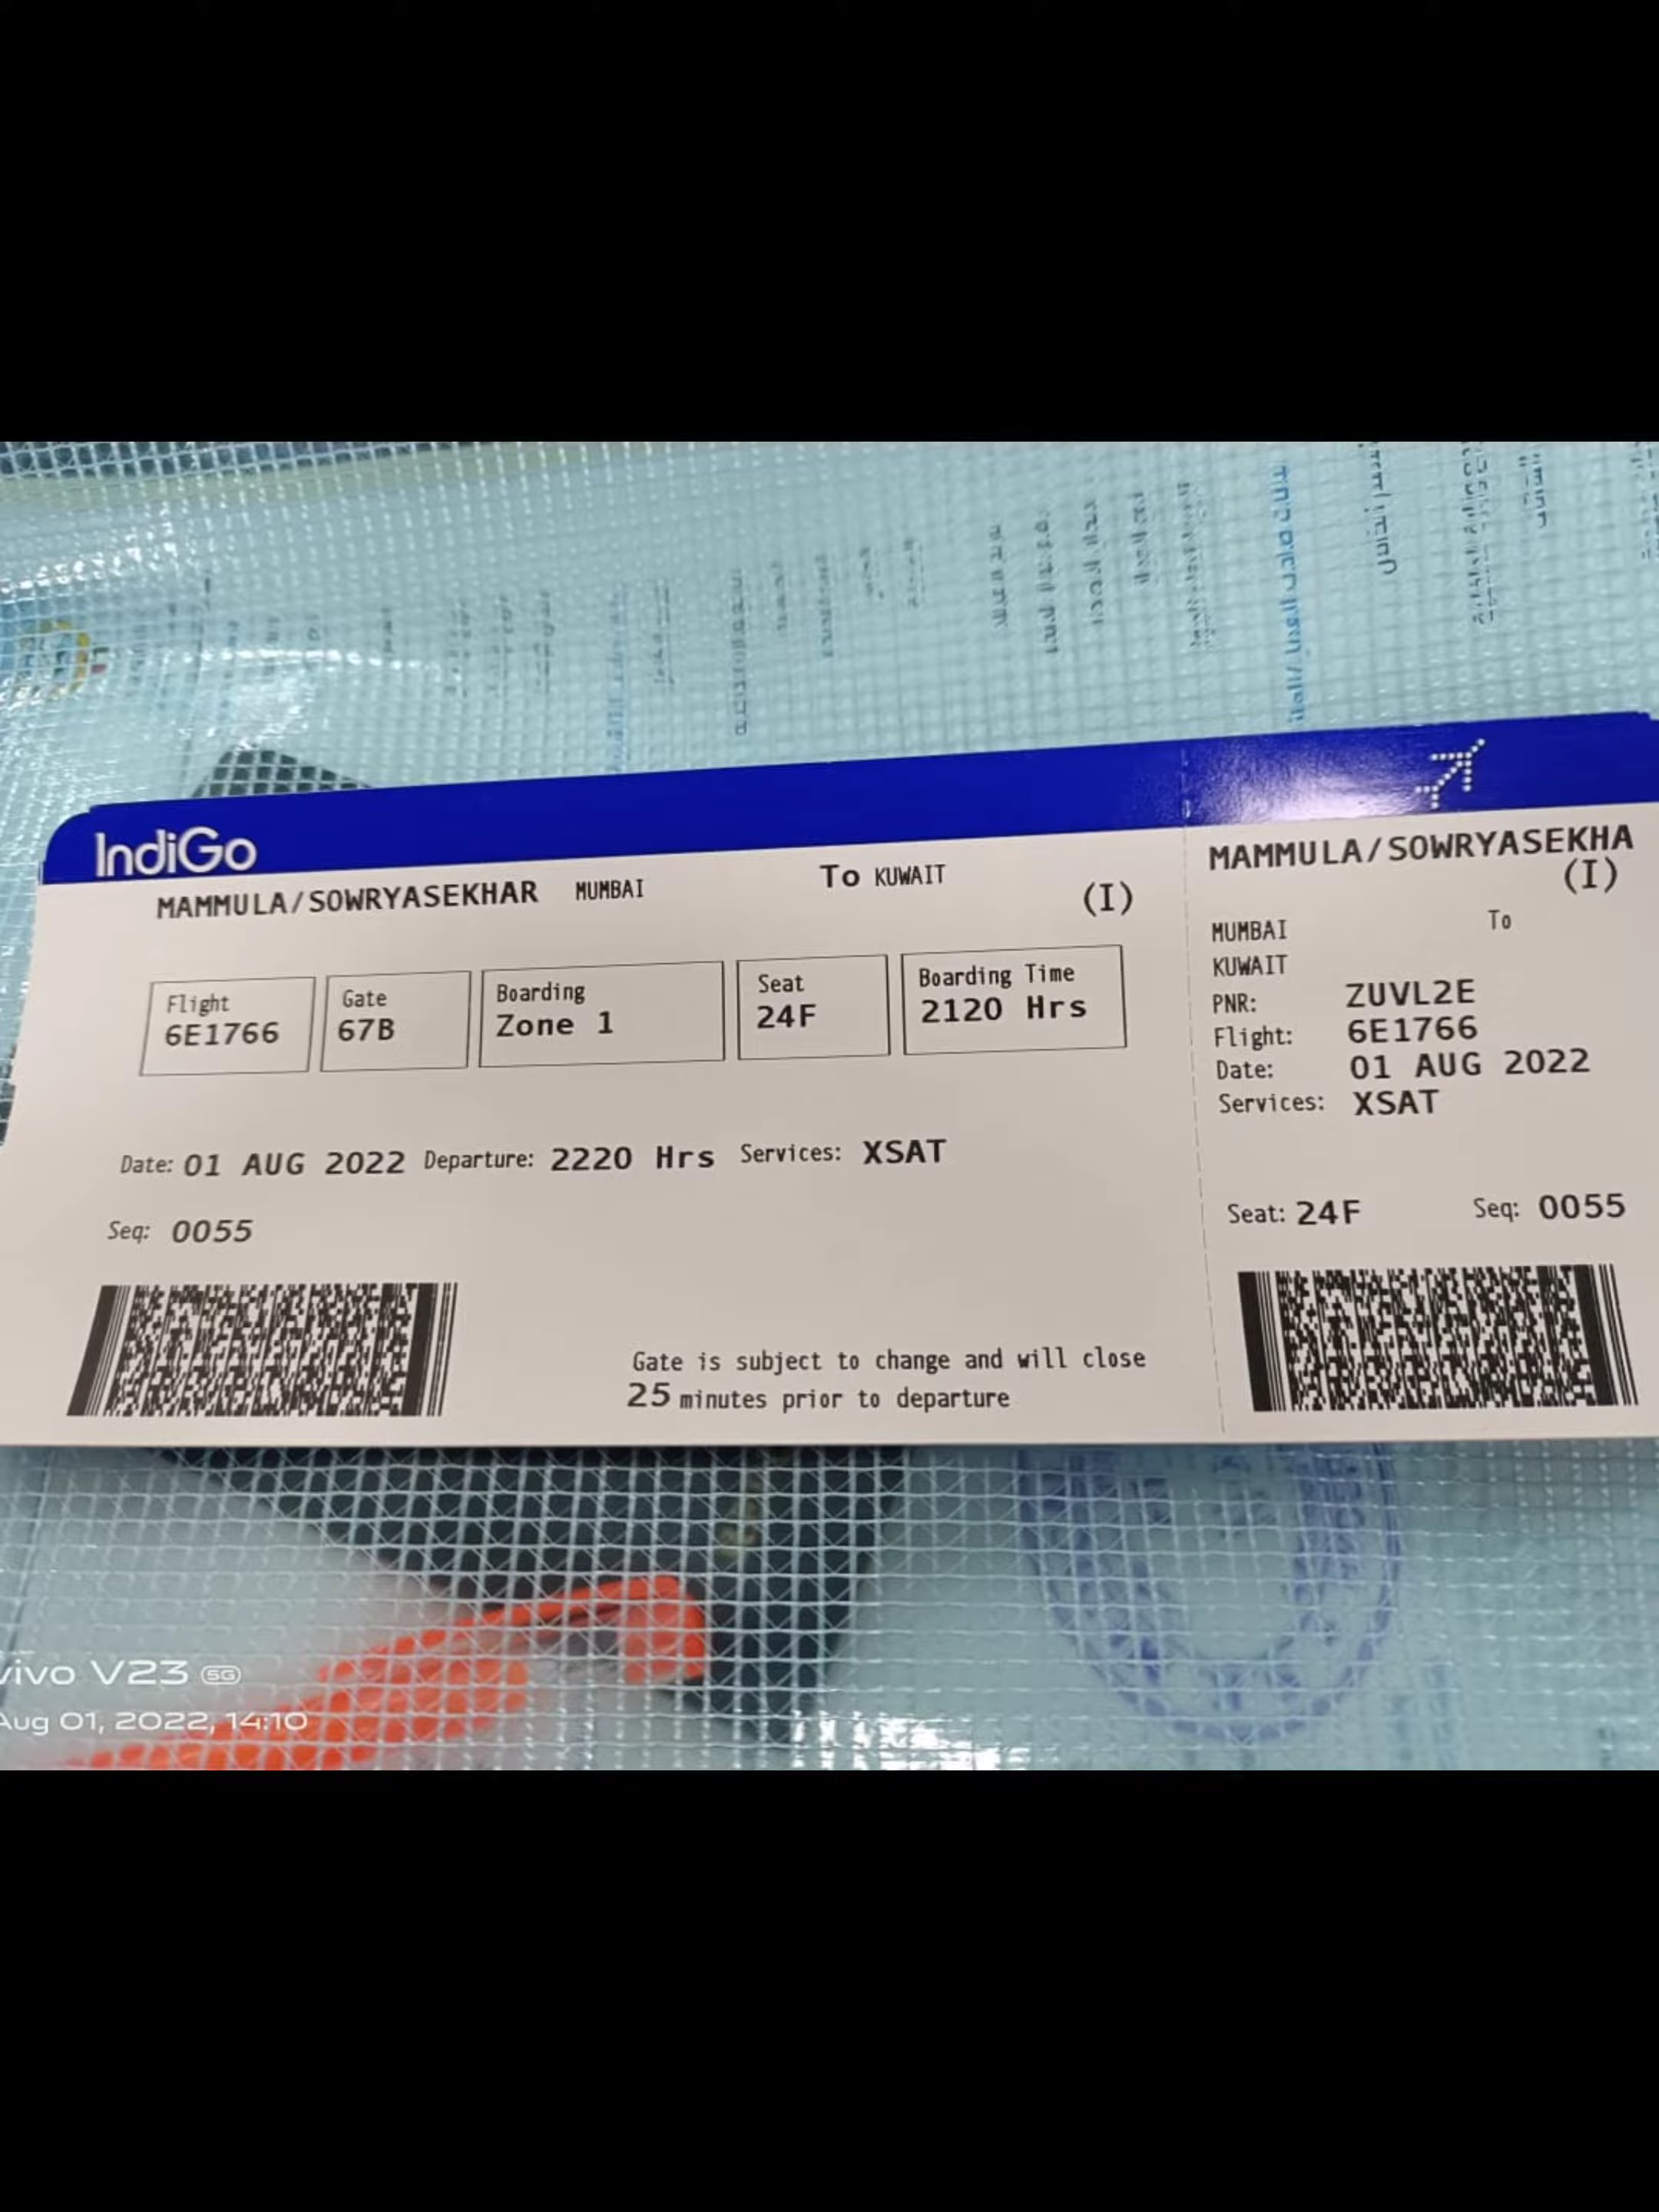 IndiGo
MAMMULA/SOWRYASEKHAR MUMBAI To KUWAIT (I)
Flight Gate Boarding Seat Boarding Time
6E1766 67B Zone 1 24F 2120 Hrs
Date: 01 AUG 2022 Departure: 2220 Hrs Services: XSAT
Seq: 0055
Gate is subject to change and will close
25 minutes prior to departure
MAMMULA/SOWRYASEKHA
(I)
MUMBAI To
KUWAIT
PNR: ZUVL2E
Flight: 6E1766
Date: 01 AUG 2022
Services: XSAT
Seat: 24F Seq: 0055
vivo V23 5G
Aug 01, 2022, 14:10